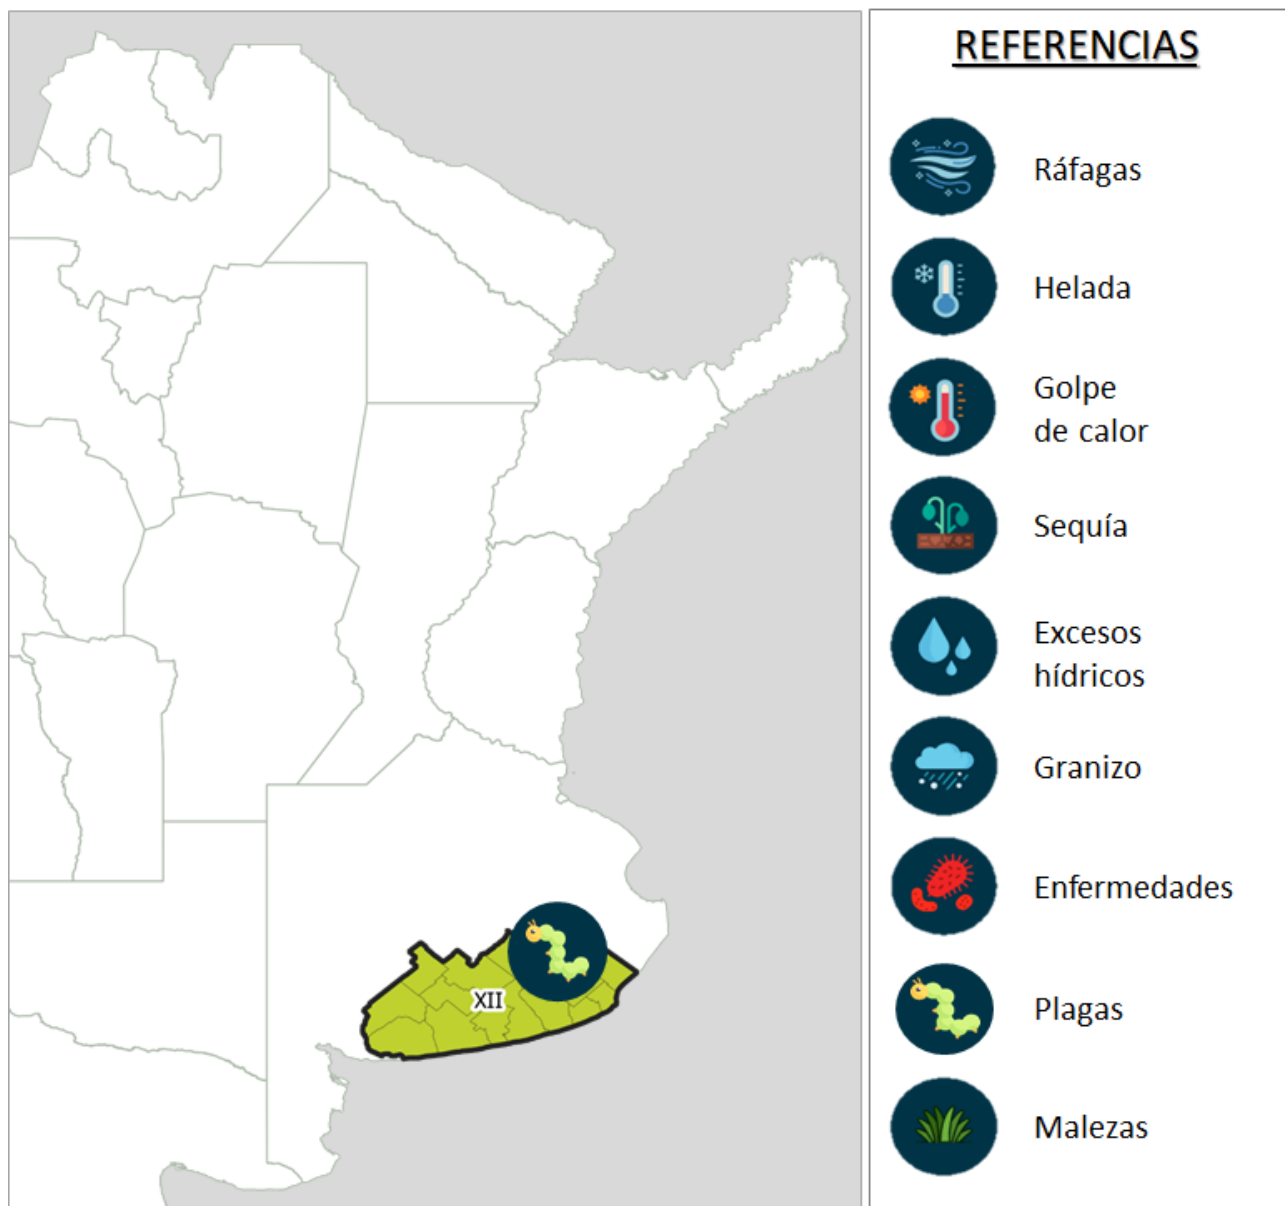 REFERENCIAS
Ráfagas
Helada
Golpe
de calor
Sequía
Excesos
hídricos
Granizo
Enfermedades
Plagas
Malezas
XII